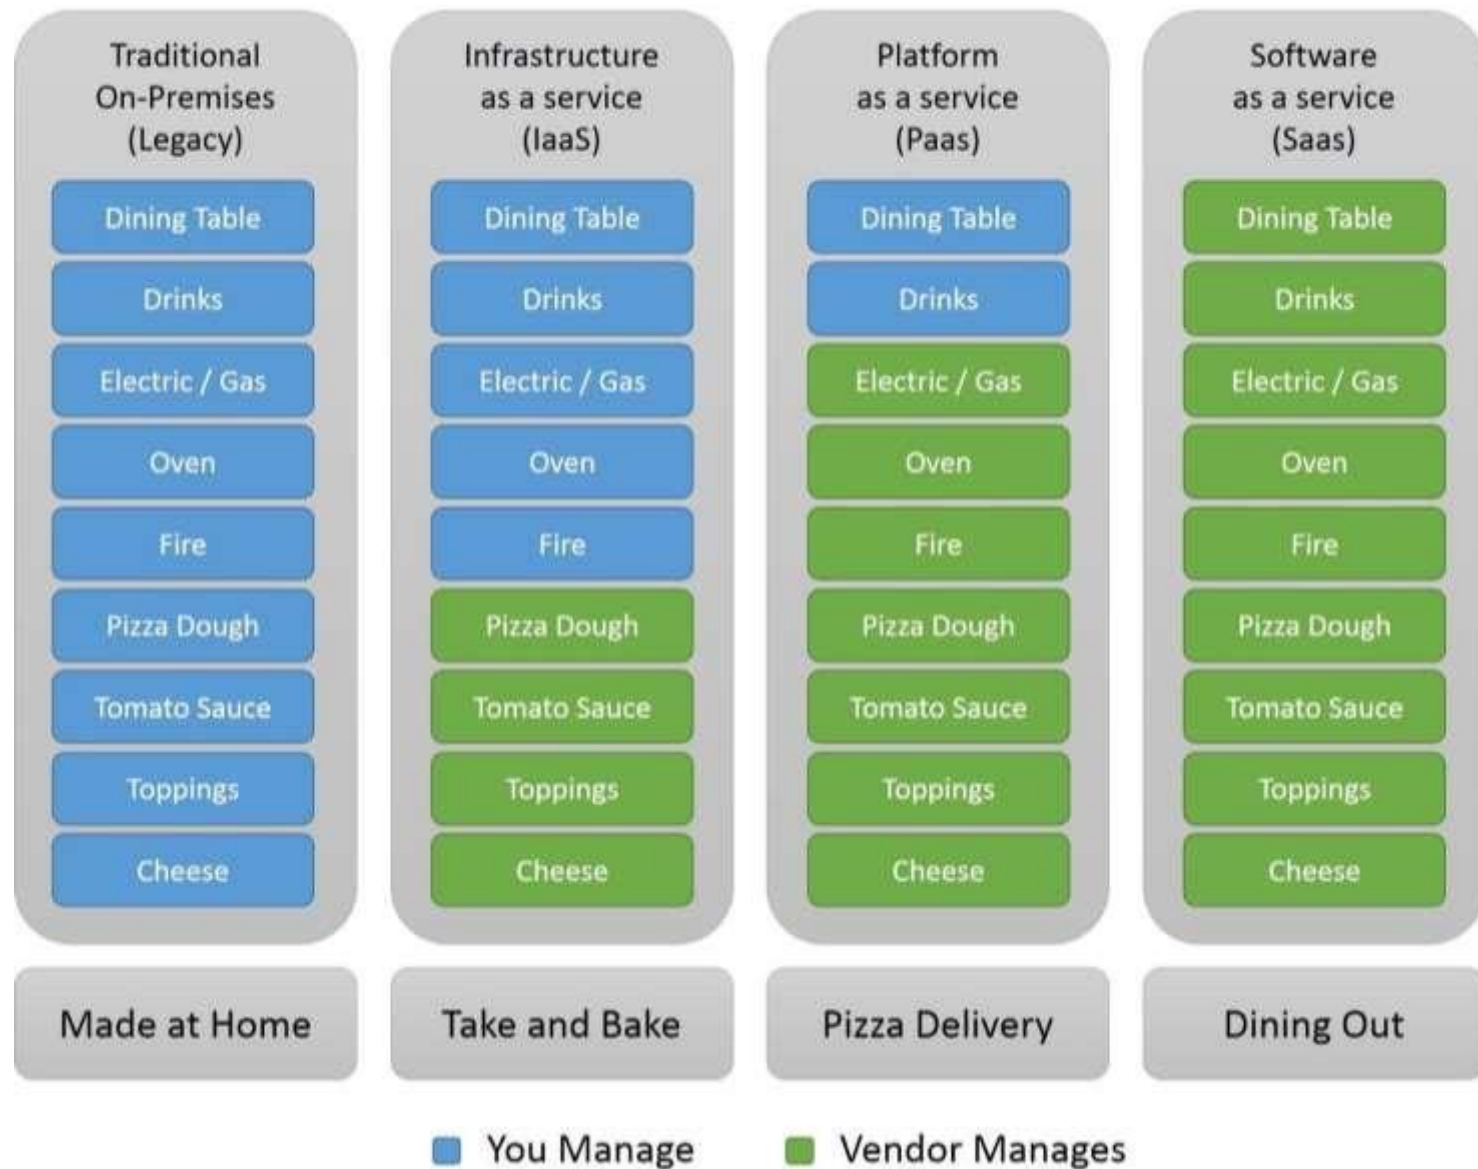 Traditional
On-Premises
(Legacy)
Dining Table
Drinks
Electric / Gas
Oven
Fire
Pizza Dough
Tomato Sauce
Toppings
Cheese
Made at Home
Infrastructure
as a service
(IaaS)
Dining Table
Drinks
Electric / Gas
Oven
Fire
Pizza Dough
Tomato Sauce
Toppings
Cheese
Take and Bake
Platform
as a service
(Paas)
Dining Table
Drinks
Electric / Gas
Oven
Fire
Pizza Dough
Tomato Sauce
Toppings
Cheese
Pizza Delivery
Software
as a service
(Saas)
Dining Table
Drinks
Electric / Gas
Oven
Fire
Pizza Dough
Tomato Sauce
Toppings
Cheese
Dining Out
You Manage
Vendor Manages